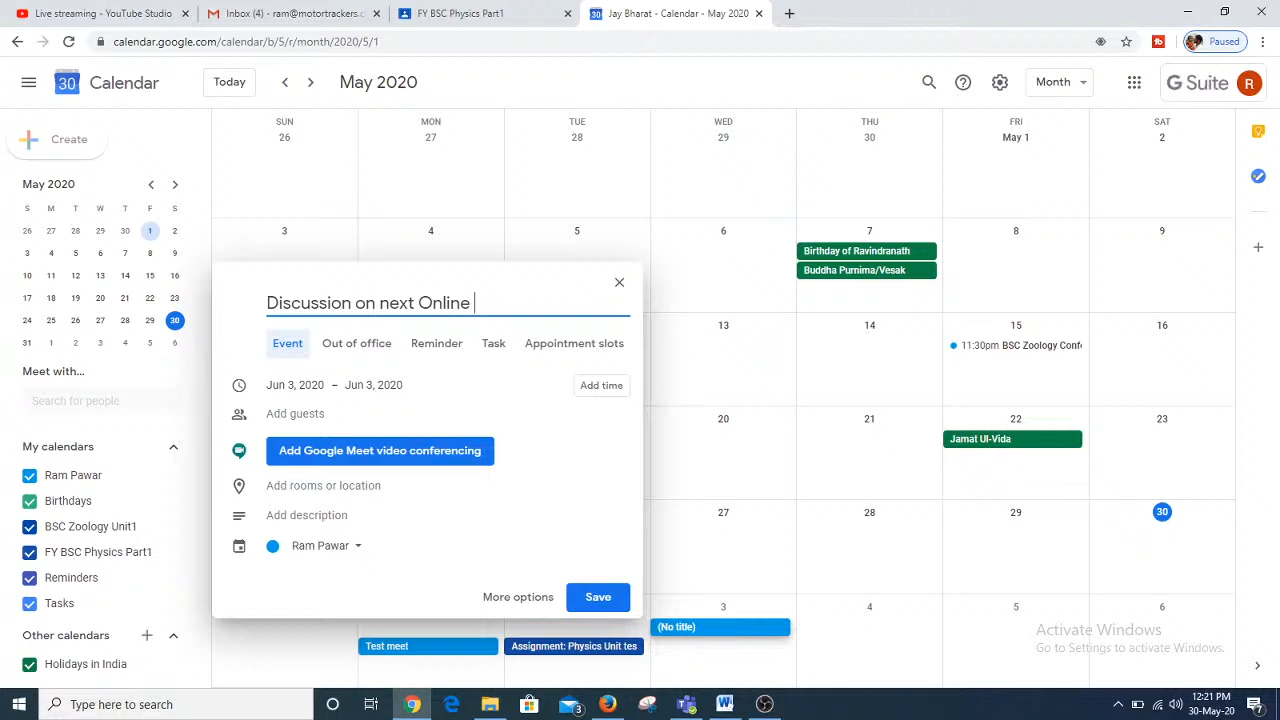 Live Streaming - YouTube Studio
Inbox (4) - ram@motorprackers.c
FY BSC Physics Part1
Jay Bharat - Calendar - May 2020
calendar.google.com/calendar/b/5/r/month/2020/5/1
Paused
30
Calendar
Today
May 2020
Month
G Suite
R
Create
May 2020
S M T W T F S
26 27 28 29 30 1 2
3 4 5 6 7 8 9
10 11 12 13 14 15 16
17 18 19 20 21 22 23
24 25 26 27 28 29 30
31 1 2 3 4 5 6
Meet with...
Search for people
My calendars
Ram Pawar
Birthdays
BSC Zoology Unit1
FY BSC Physics Part1
Reminders
Tasks
Other calendars
Holidays in India
SUN MON TUE WED THU FRI SAT
26 27 28 29 30 May 1 2
3 4 5 6 7 8 9
Birthday of Ravindranath
Buddha Purnima/Vesak
13 14 15 16
11:30pm BSC Zoology Conf
20 21 22 23
Jamat Ul-Vida
27 28 29 30
3 4 5 6
(No title)
Test meet
Assignment: Physics Unit tes
Discussion on next Online
Event Out of office Reminder Task Appointment slots
Jun 3, 2020 – Jun 3, 2020
Add time
Add guests
Add Google Meet video conferencing
Add rooms or location
Add description
Ram Pawar
More options
Save
Activate Windows
Go to Settings to activate Windows.
Type here to search
3
12:21 PM
30-May-20
7